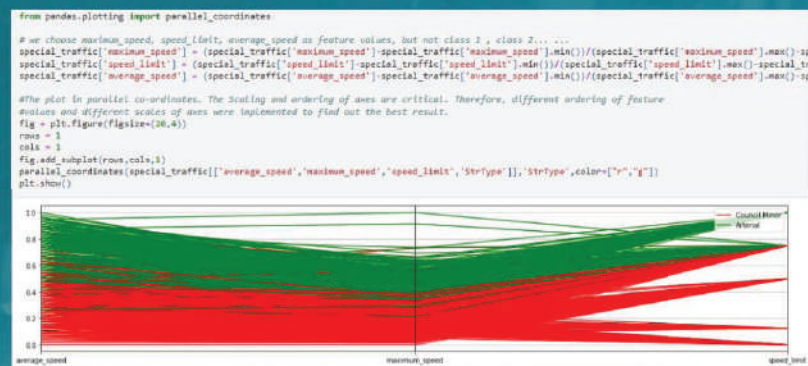 from pandas.plotting import parallel_coordinates
# we choose maximum_speed, speed_limit, average_speed as feature values, but not class 1 , class 2... ...
special_traffic['maximum_speed'] = (special_traffic['maximum_speed']-special_traffic['maximum_speed'].min())/(special_traffic['maximum_speed'].max()-sp
special_traffic['speed_limit'] = (special_traffic['speed_limit']-special_traffic['speed_limit'].min())/(special_traffic['speed_limit'].max()-special_tra
special_traffic['average_speed'] = (special_traffic['average_speed']-special_traffic['average_speed'].min())/(special_traffic['average_speed'].max()-sp
#The plot in parallel co-ordinates. The Scaling and ordering of axes are critical. Therefore, different ordering of feature
#values and different scales of axes were implemented to find out the best result.
fig = plt.figure(figsize=(20,4))
rows = 1
cols = 1
fig.add_subplot(rows,cols,1)
parallel_coordinates(special_traffic[['average_speed','maximum_speed','speed_limit','StrType']],'StrType',color=["r","g"])
plt.show()
1.0
Council Minor
Arterial
0.8
0.6
0.4
0.2
0.0
average_speed
maximum_speed
speed_limit